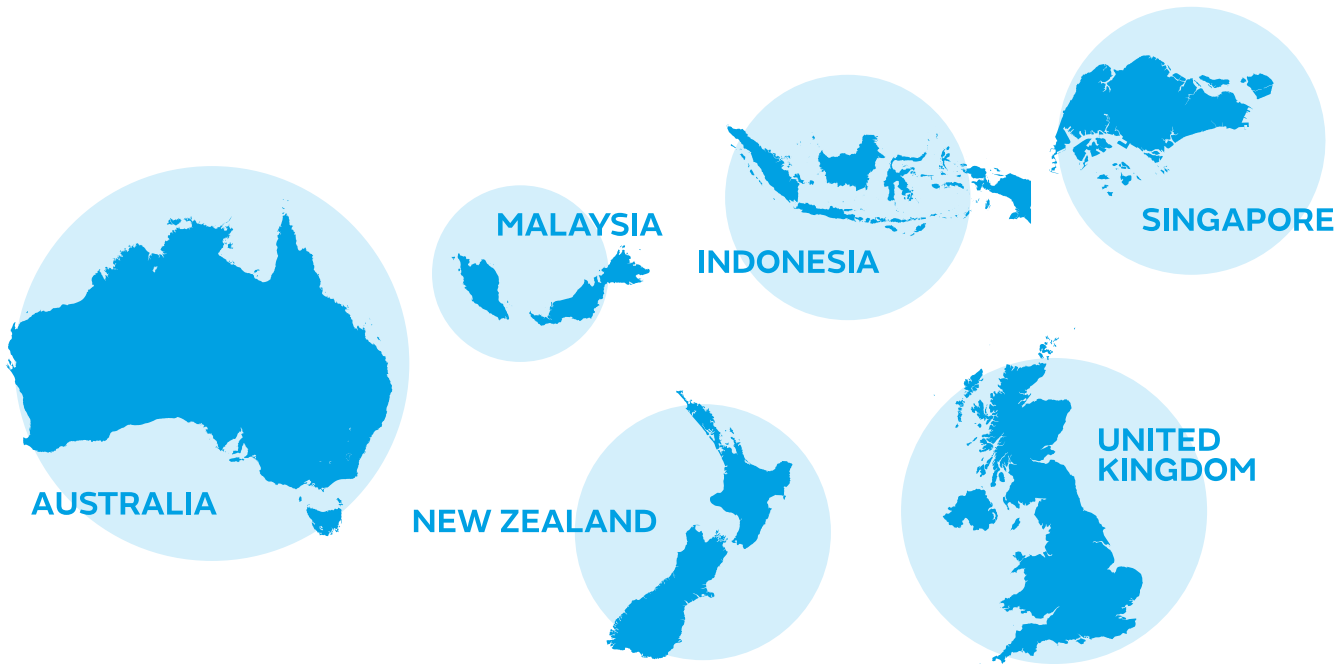 AUSTRALIA
MALAYSIA
INDONESIA
SINGAPORE
NEW ZEALAND
UNITED
KINGDOM